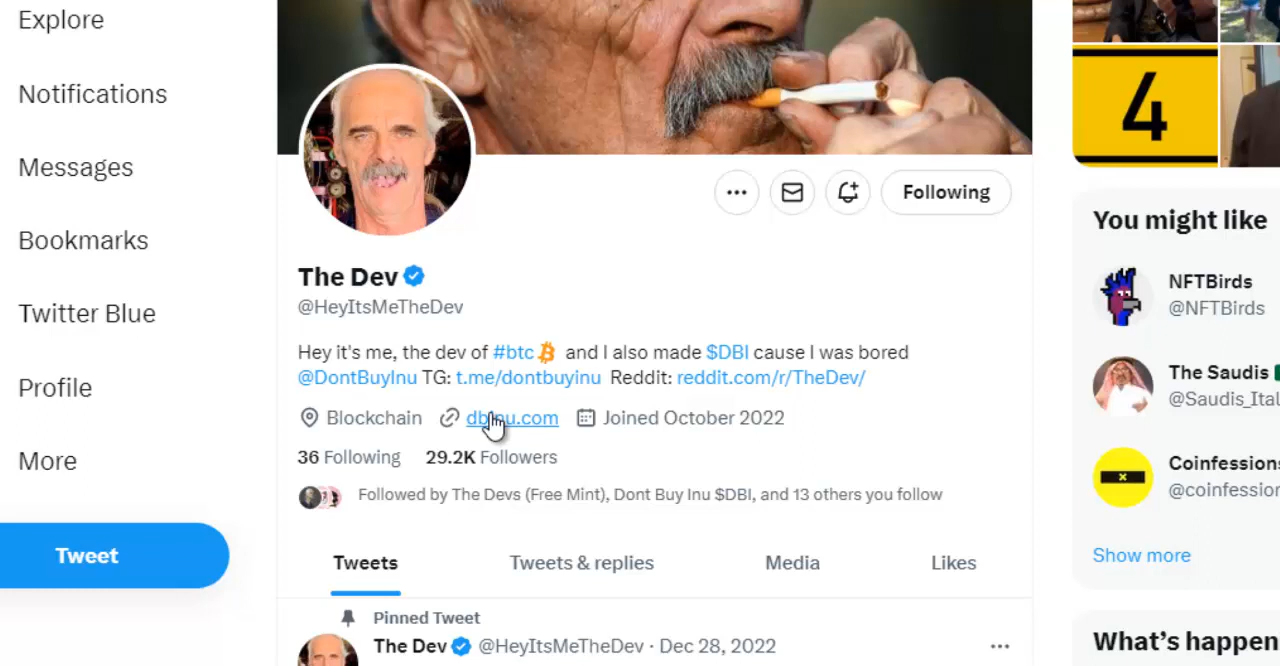 Explore
Notifications
Messages
Bookmarks
Twitter Blue
Profile
More
Tweet
Following
The Dev
@HeyItsMeTheDev
Hey it's me, the dev of #btc and I also made $DBI cause I was bored
@DontBuyInu TG: t.me/dontbuyinu Reddit: reddit.com/r/TheDev/
Blockchain Joined October 2022
36 Following 29.2K Followers
Followed by The Devs (Free Mint), Dont Buy Inu $DBI, and 13 others you follow
Tweets Tweets & replies Media Likes
Pinned Tweet
The Dev @HeyItsMeTheDev · Dec 28, 2022
4
You might like
NFTBirds
@NFTBirds
The Saudis
@Saudis_Ital
Coinfessions
@coinfession
Show more
What's happen